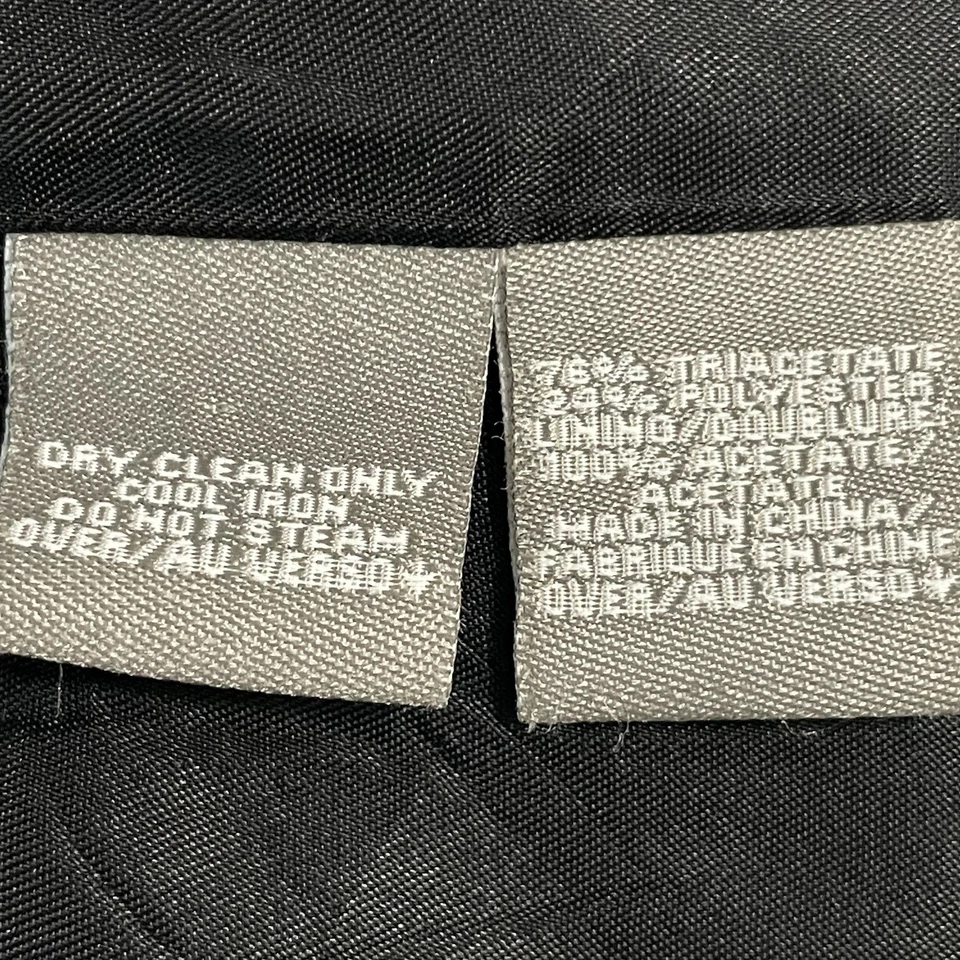 DRY CLEAN ONLY
COOL IRON
DO NOT STEAM
OVER/AU VERSO
76% TRIACETATE
24% POLYESTER
LINING/DOUBLURE
100% ACETATE/
ACETATE
MADE IN CHINA/
FABRIQUE EN CHINE
OVER/AU VERSO